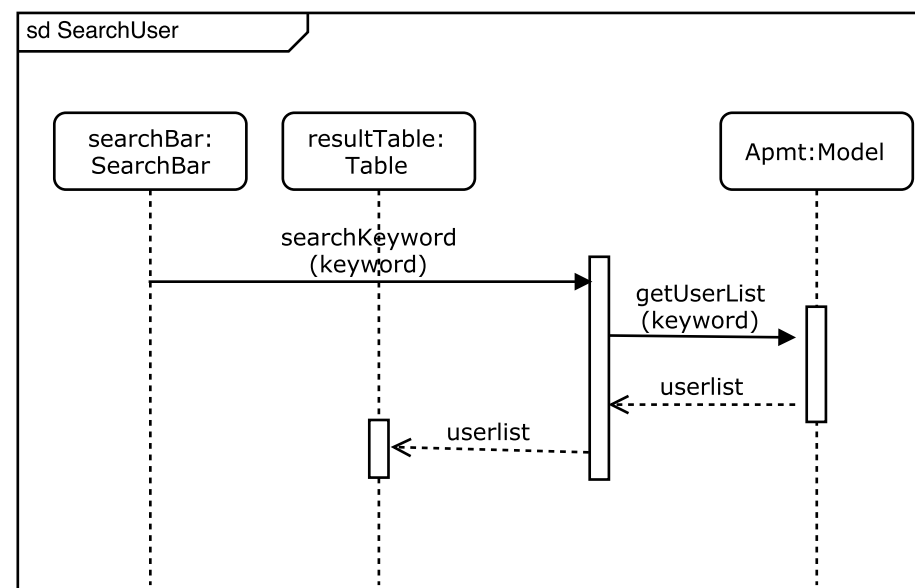 sd SearchUser
searchBar:
SearchBar
resultTable:
Table
Apmt:Model
searchKeyword
(keyword)
getUserList
(keyword)
userlist
userlist